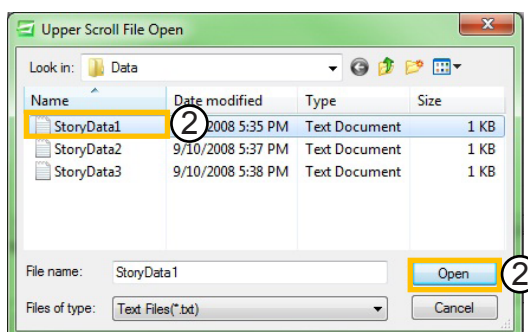 Upper Scroll File Open
Look in: Data
Name Date modified Type Size
StoryData1 ② /2008 5:35 PM Text Document 1 KB
StoryData2 9/10/2008 5:37 PM Text Document 1 KB
StoryData3 9/10/2008 5:38 PM Text Document 1 KB
File name: StoryData1 Open ②
Files of type: Text Files(*.txt) Cancel